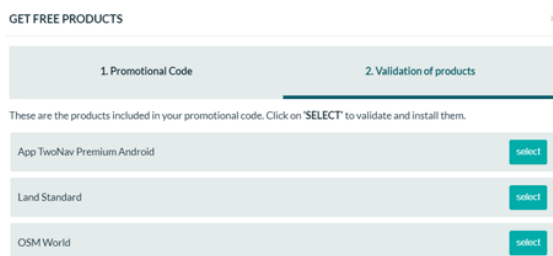 GET FREE PRODUCTS
1. Promotional Code
2. Validation of products
These are the products included in your promotional code. Click on 'SELECT' to validate and install them.
App TwoNav Premium Android
select
Land Standard
select
OSM World
select